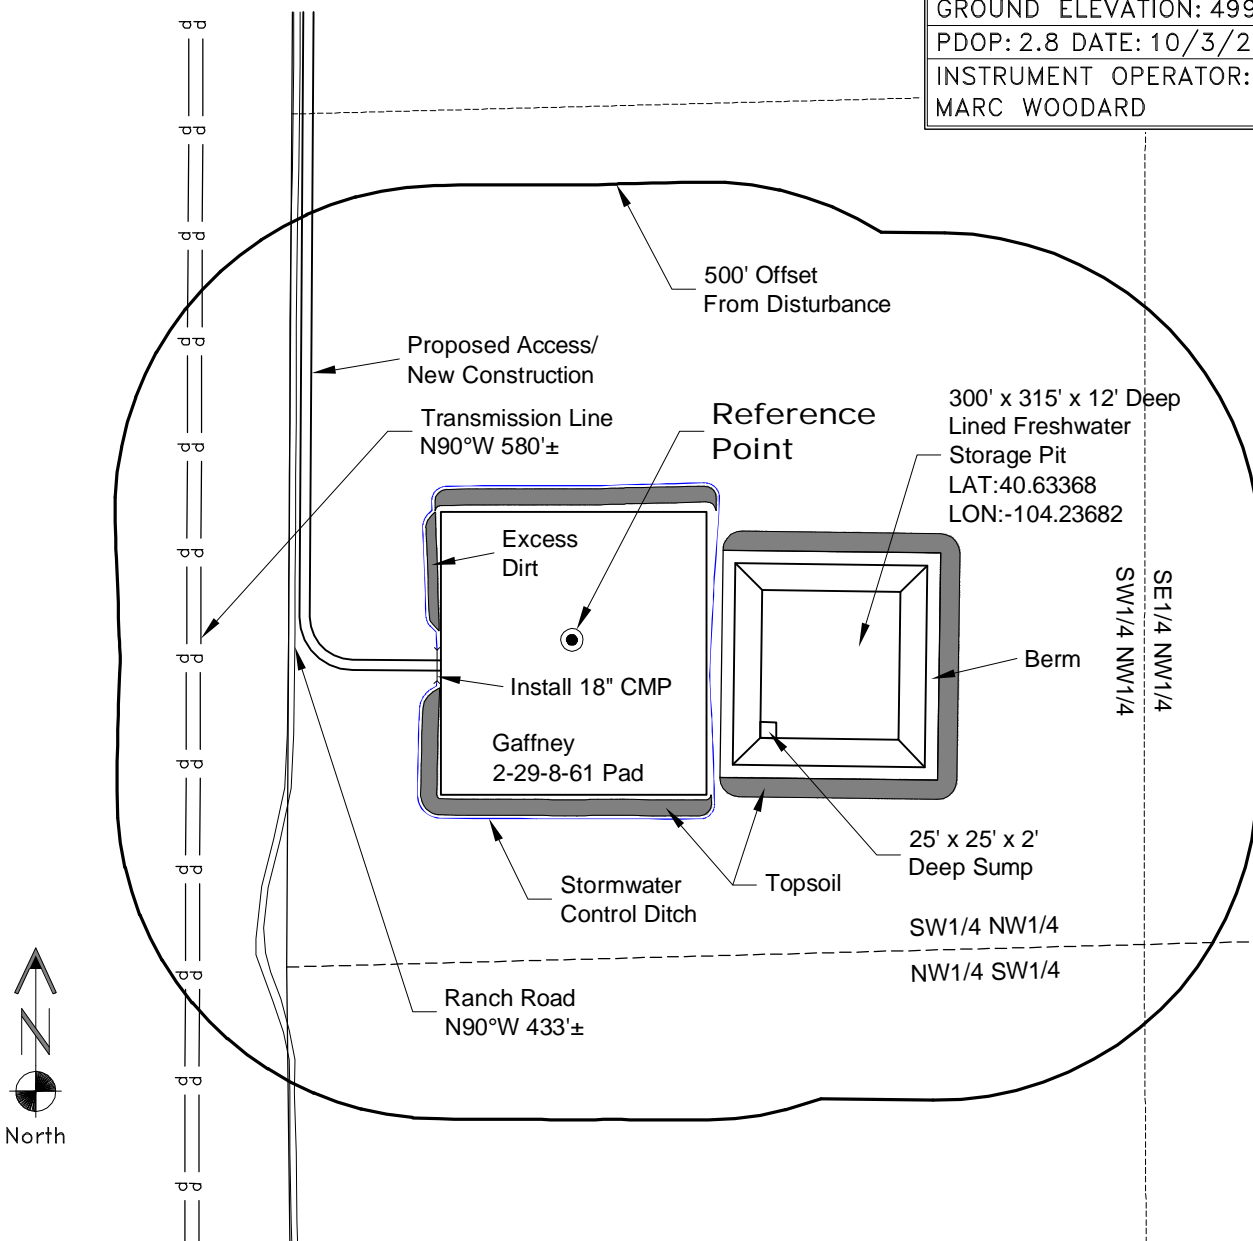 GROUND ELEVATION: 499
PDOP: 2.8 DATE: 10/3/2
INSTRUMENT OPERATOR:
MARC WOODARD
500' Offset
From Disturbance
Proposed Access/
New Construction
Transmission Line
N90°W 580'±
Reference
Point
300' x 315' x 12' Deep
Lined Freshwater
Storage Pit
LAT:40.63368
LON:-104.23682
Excess
Dirt
SW1/4 NW1/4
SE1/4 NW1/4
Berm
Install 18" CMP
Gaffney
2-29-8-61 Pad
25' x 25' x 2'
Deep Sump
Topsoil
Stormwater
Control Ditch
SW1/4 NW1/4
NW1/4 SW1/4
Ranch Road
N90°W 433'±
N
North